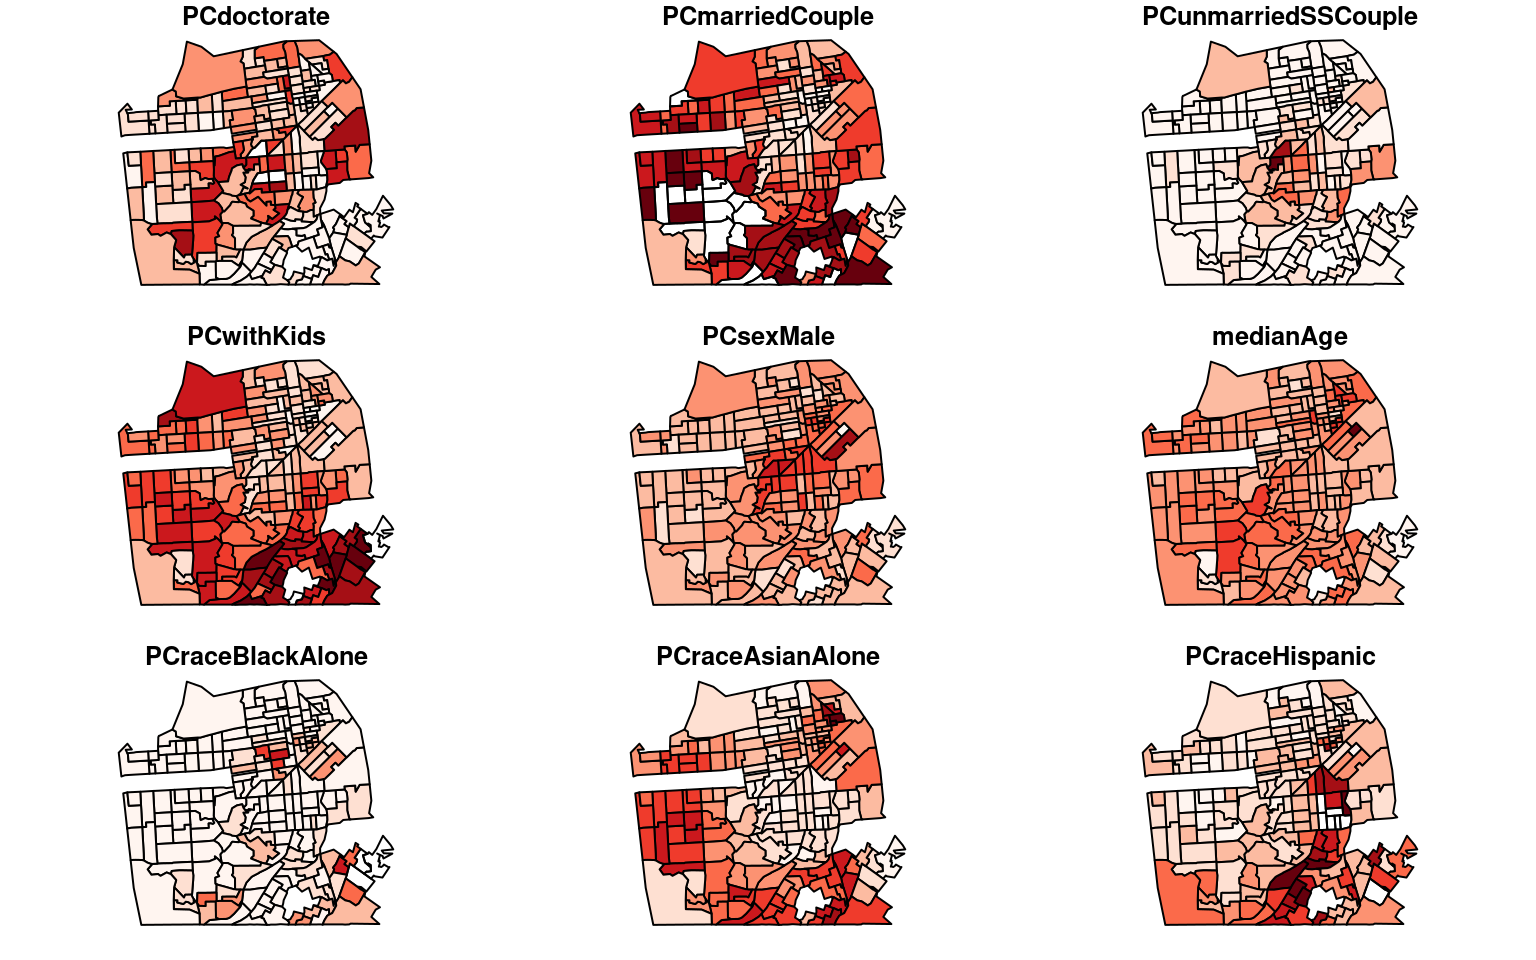 PCdoctorate
PCmarriedCouple
PCunmarriedSSCouple
PCwithKids
PCsexMale
medianAge
PCraceBlackAlone
PCraceAsianAlone
PCraceHispanic